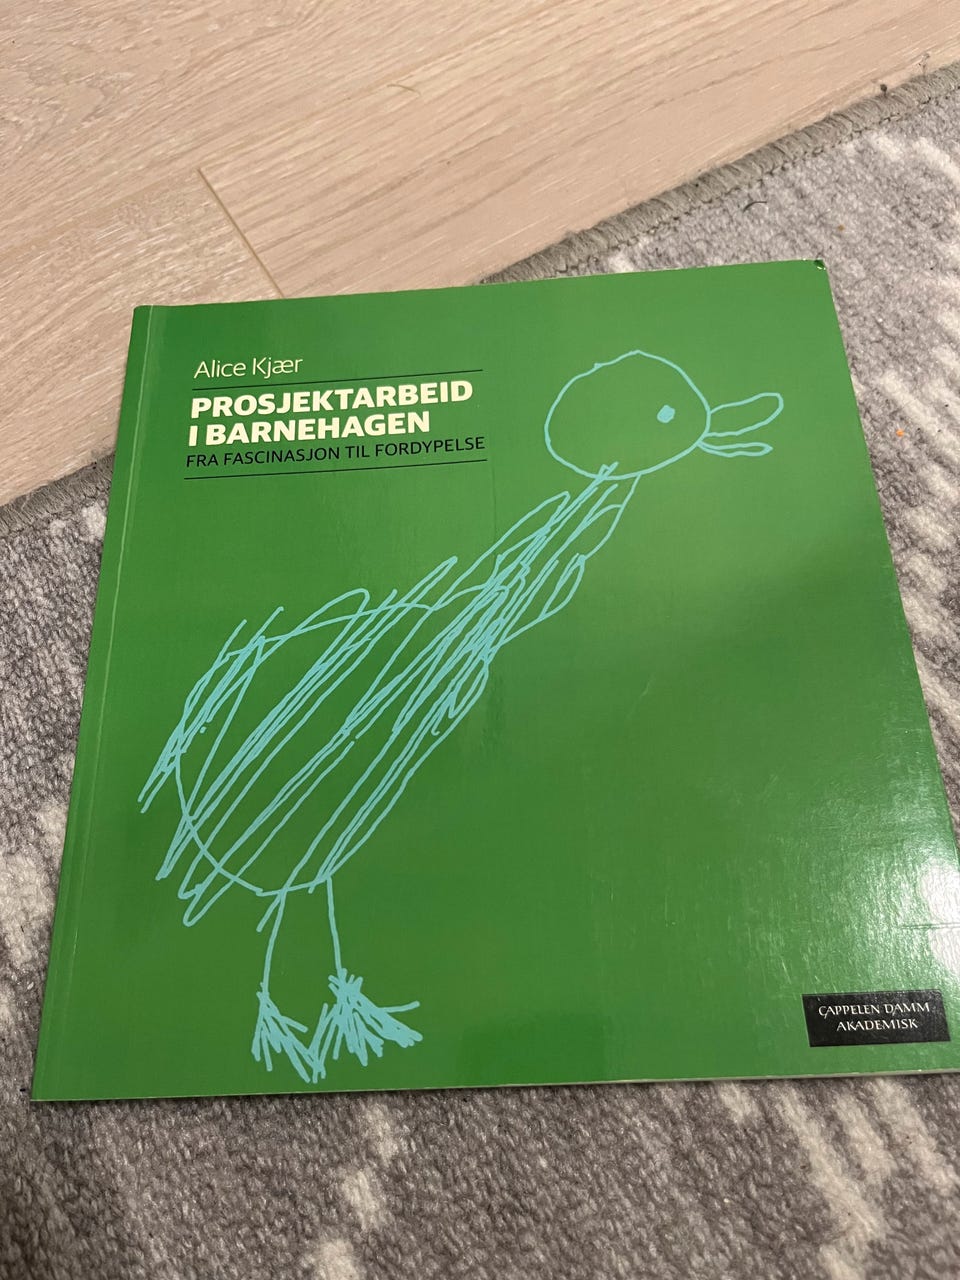 Alice Kjær
PROSJEKTARBEID
I BARNEHAGEN
FRA FASCINASJON TIL FORDYPELSE
CAPPELEN DAMM
AKADEMISK